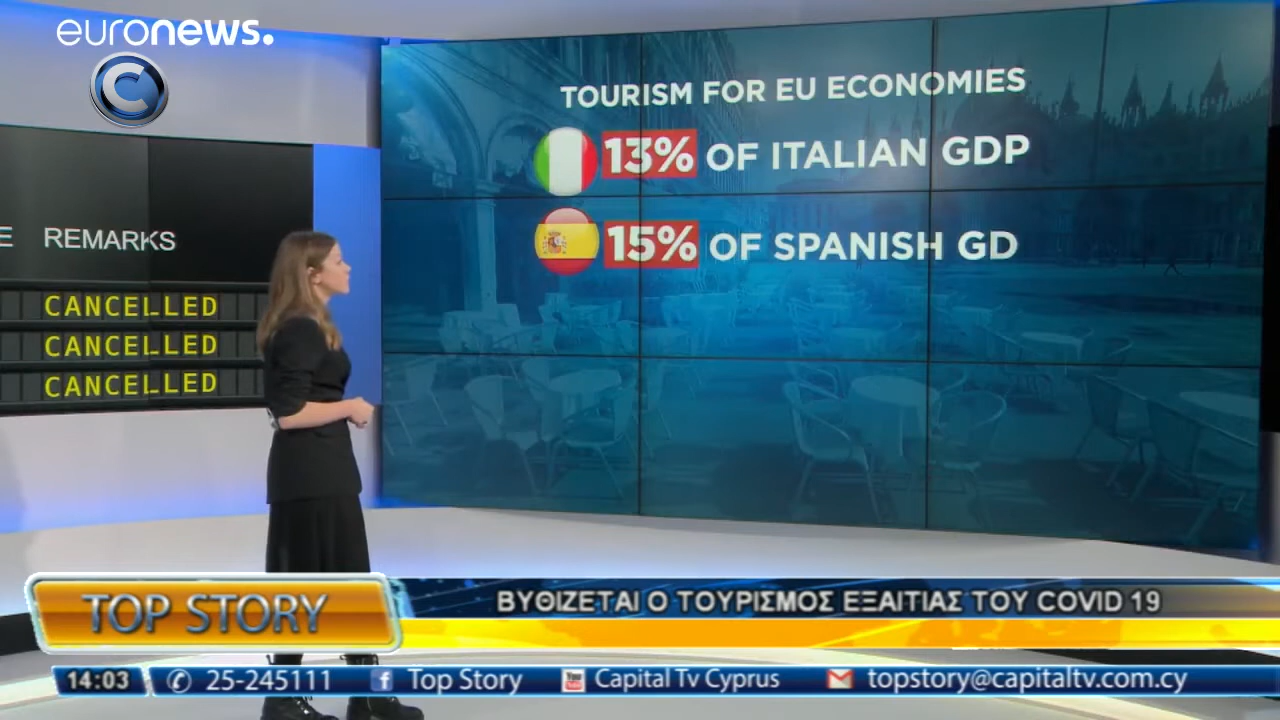 euronews.
C
TOURISM FOR EU ECONOMIES
13% OF ITALIAN GDP
15% OF SPANISH GD
E REMARKS
CANCELLED
CANCELLED
CANCELLED
TOP STORY
ΒΥΘΙΖΕΤΑΙ Ο ΤΟΥΡΙΣΜΟΣ ΕΞΑΙΤΙΑΣ ΤΟΥ COVID 19
14:03 25-245111 f Top Story You Tube Capital Tv Cyprus topstory@capitaltv.com.cy